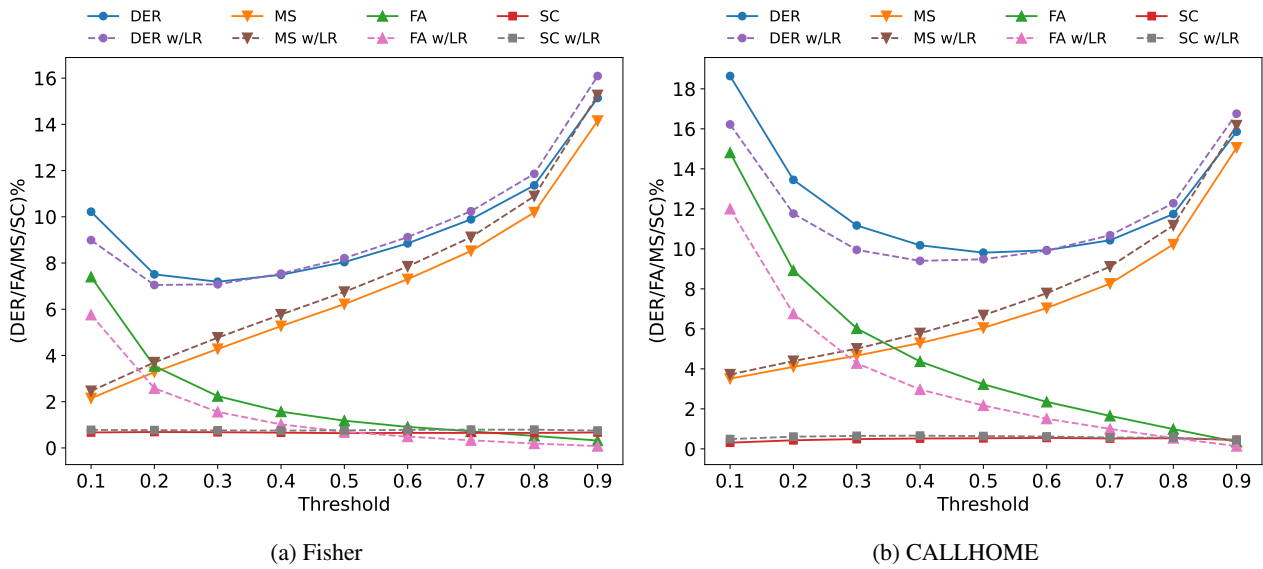 DER MS FA SC
DER w/LR MS w/LR FA w/LR SC w/LR
(DER/FA/MS/SC)%
16
14
12
10
8
6
4
2
0
0.1 0.2 0.3 0.4 0.5 0.6 0.7 0.8 0.9
Threshold
(a) Fisher
DER MS FA SC
DER w/LR MS w/LR FA w/LR SC w/LR
(DER/FA/MS/SC)%
18
16
14
12
10
8
6
4
2
0
0.1 0.2 0.3 0.4 0.5 0.6 0.7 0.8 0.9
Threshold
(b) CALLHOME